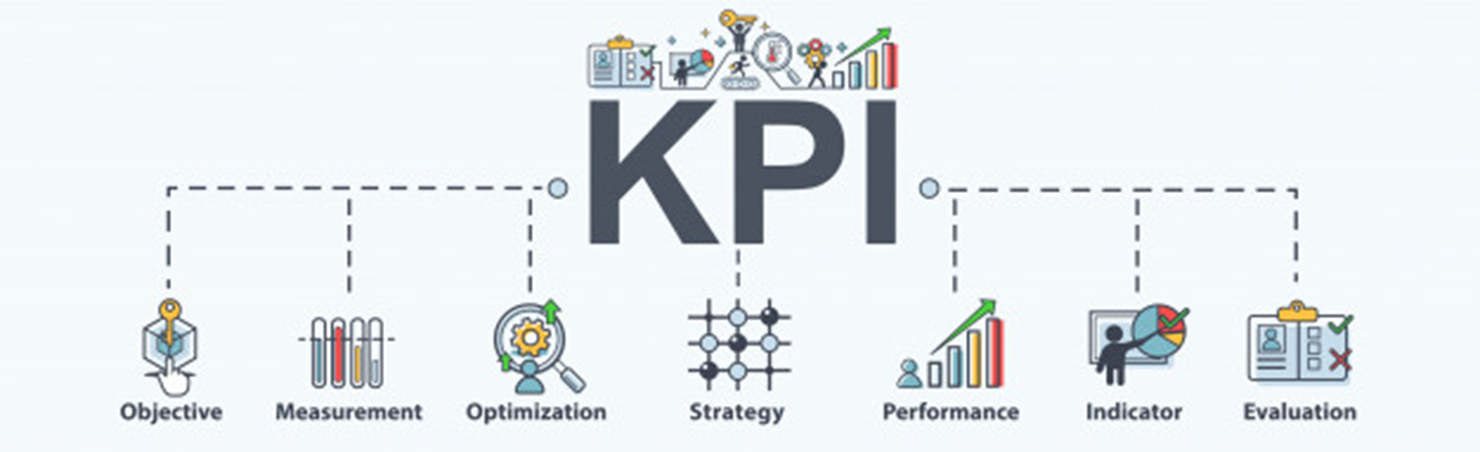 KPI
Objective
Measurement
Optimization
Strategy
Performance
Indicator
Evaluation